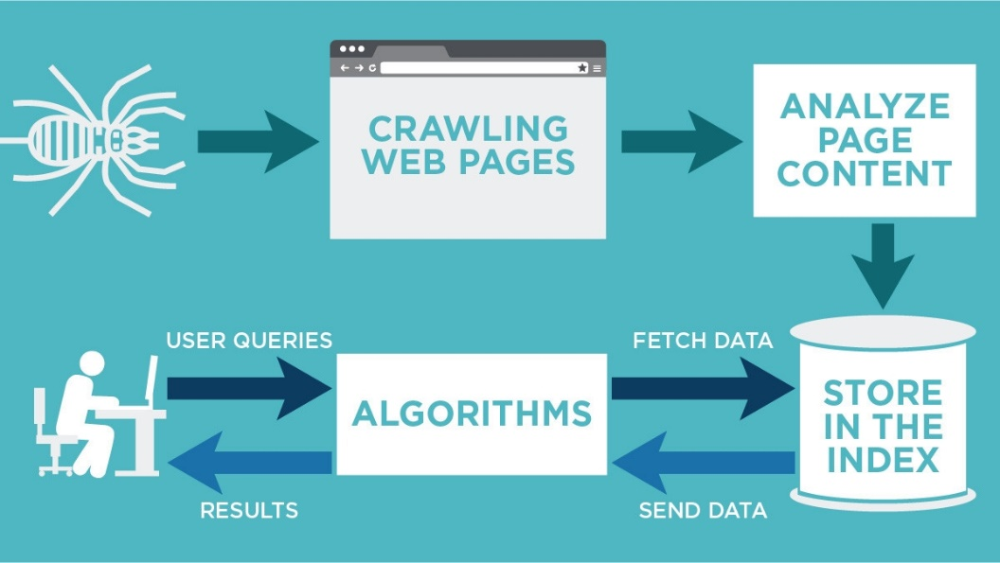 CRAWLING
WEB PAGES
ANALYZE
PAGE
CONTENT
USER QUERIES
FETCH DATA
ALGORITHMS
STORE
IN THE
INDEX
RESULTS
SEND DATA